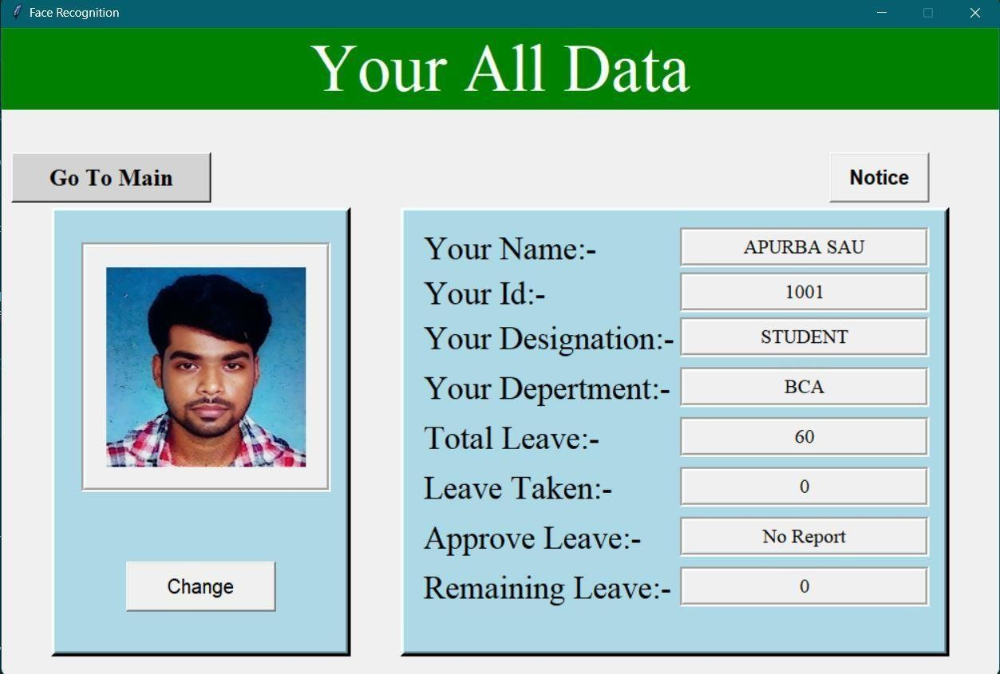 Face Recognition
Your All Data
Go To Main
Notice
Your Name:- APURBA SAU
Your Id:- 1001
Your Designation:- STUDENT
Your Depertment:- BCA
Total Leave:- 60
Leave Taken:- 0
Approve Leave:- No Report
Remaining Leave:- 0
Change